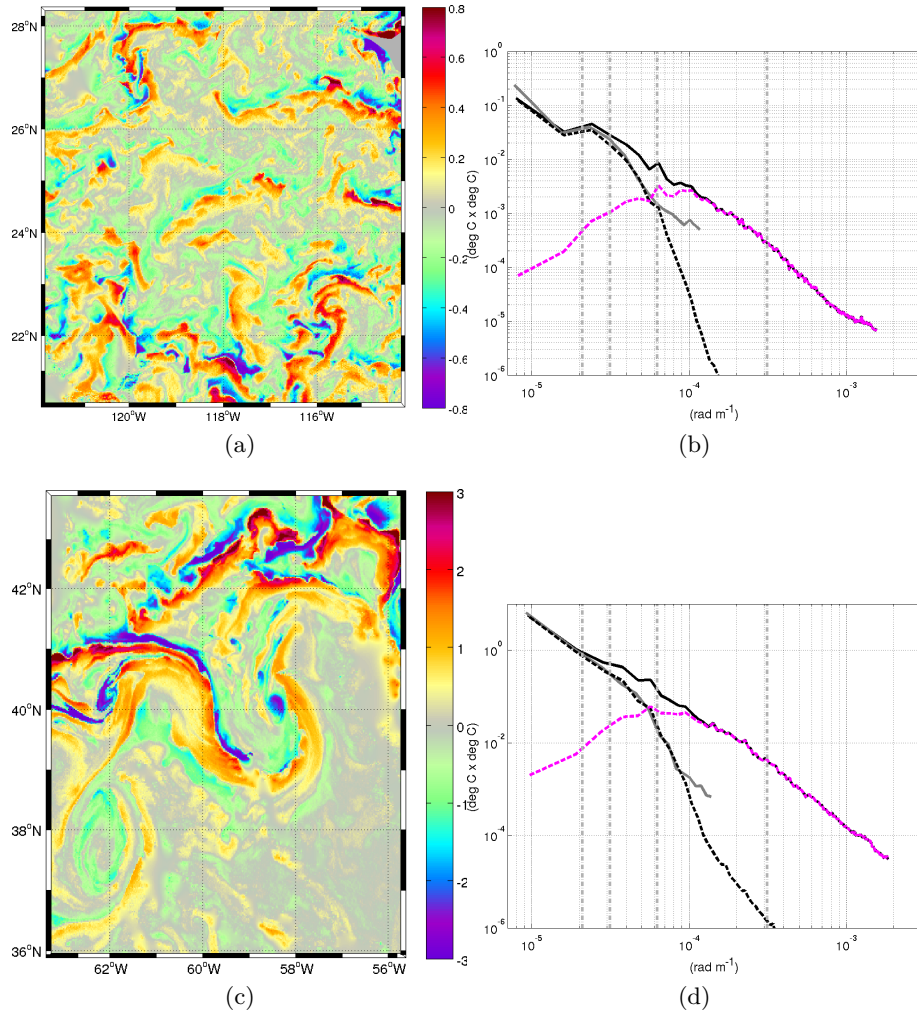 28°N
26°N
24°N
22°N
120°W
118°W
116°W
0.8
0.6
0.4
0.2
0
-0.2
-0.4
-0.6
-0.8
(a)
(deg C x deg C)
10^0
10^-1
10^-2
10^-3
10^-4
10^-5
10^-6
10^-5
10^-4
10^-3
(rad m^-1)
(b)
42°N
40°N
38°N
36°N
62°W
60°W
58°W
56°W
3
2
1
0
-1
-2
-3
(c)
(deg C x deg C)
10^0
10^-2
10^-4
10^-6
10^-5
10^-4
10^-3
(rad m^-1)
(d)